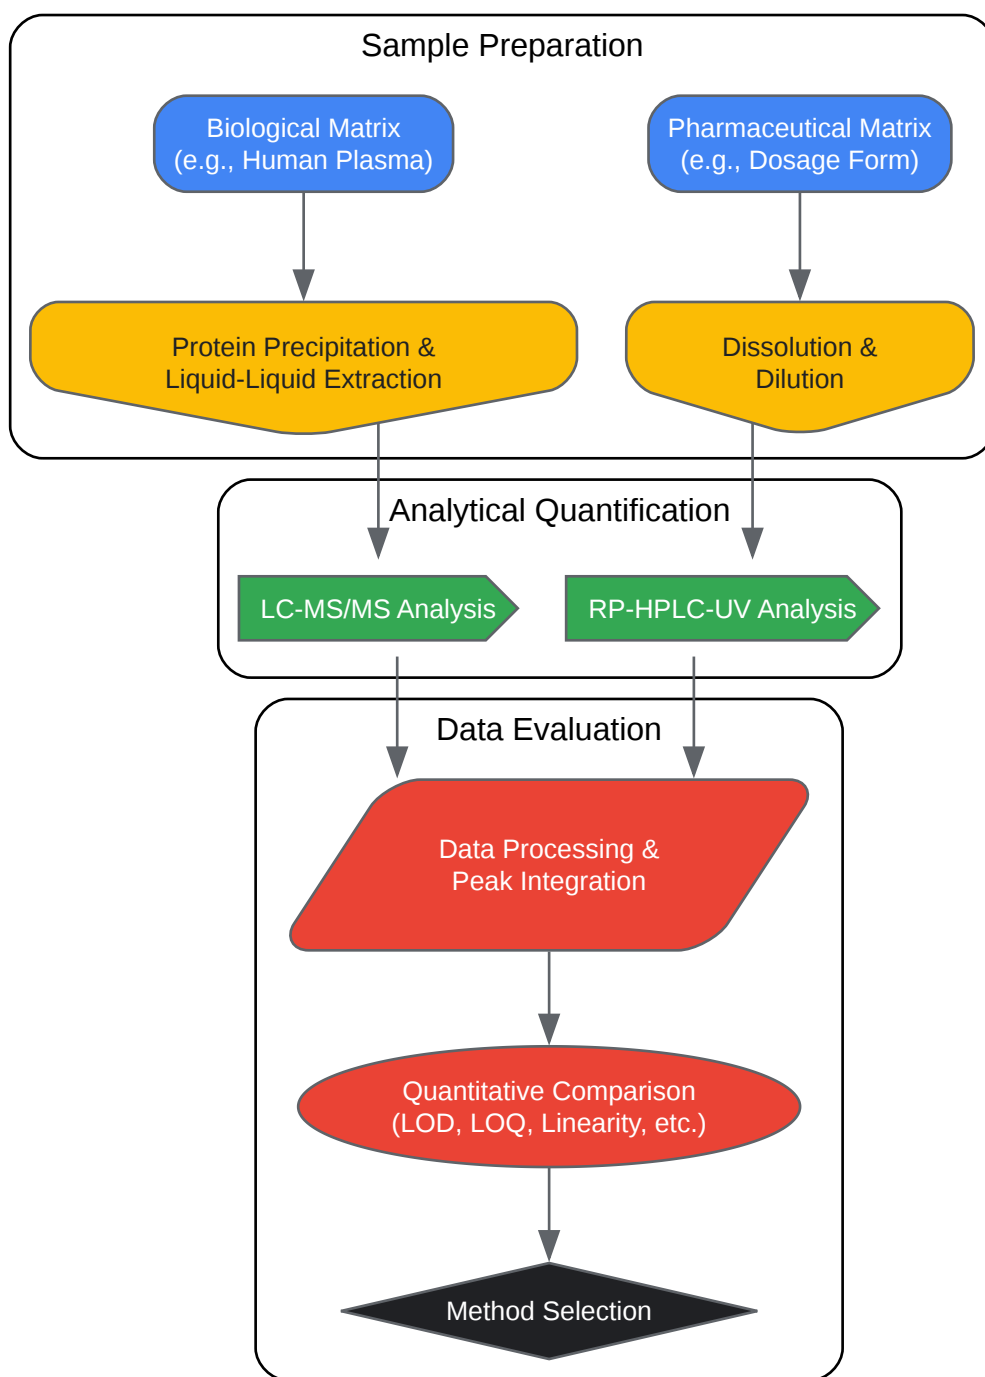 Sample Preparation
Biological Matrix
(e.g., Human Plasma)
Pharmaceutical Matrix
(e.g., Dosage Form)
Protein Precipitation &
Liquid-Liquid Extraction
Dissolution &
Dilution
Analytical Quantification
LC-MS/MS Analysis
RP-HPLC-UV Analysis
Data Evaluation
Data Processing &
Peak Integration
Quantitative Comparison
(LOD, LOQ, Linearity, etc.)
Method Selection